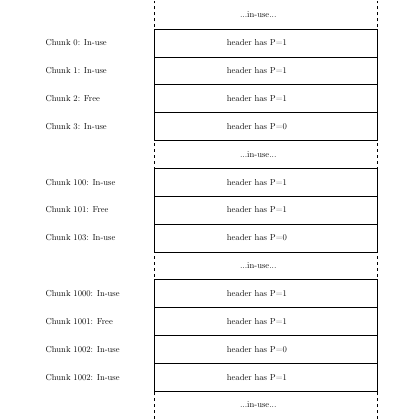 ...in-use...
Chunk 0: In-use header has P=1
Chunk 1: In-use header has P=1
Chunk 2: Free header has P=1
Chunk 3: In-use header has P=0
...in-use...
Chunk 100: In-use header has P=1
Chunk 101: Free header has P=1
Chunk 103: In-use header has P=0
...in-use...
Chunk 1000: In-use header has P=1
Chunk 1001: Free header has P=1
Chunk 1002: In-use header has P=0
Chunk 1002: In-use header has P=1
...in-use...